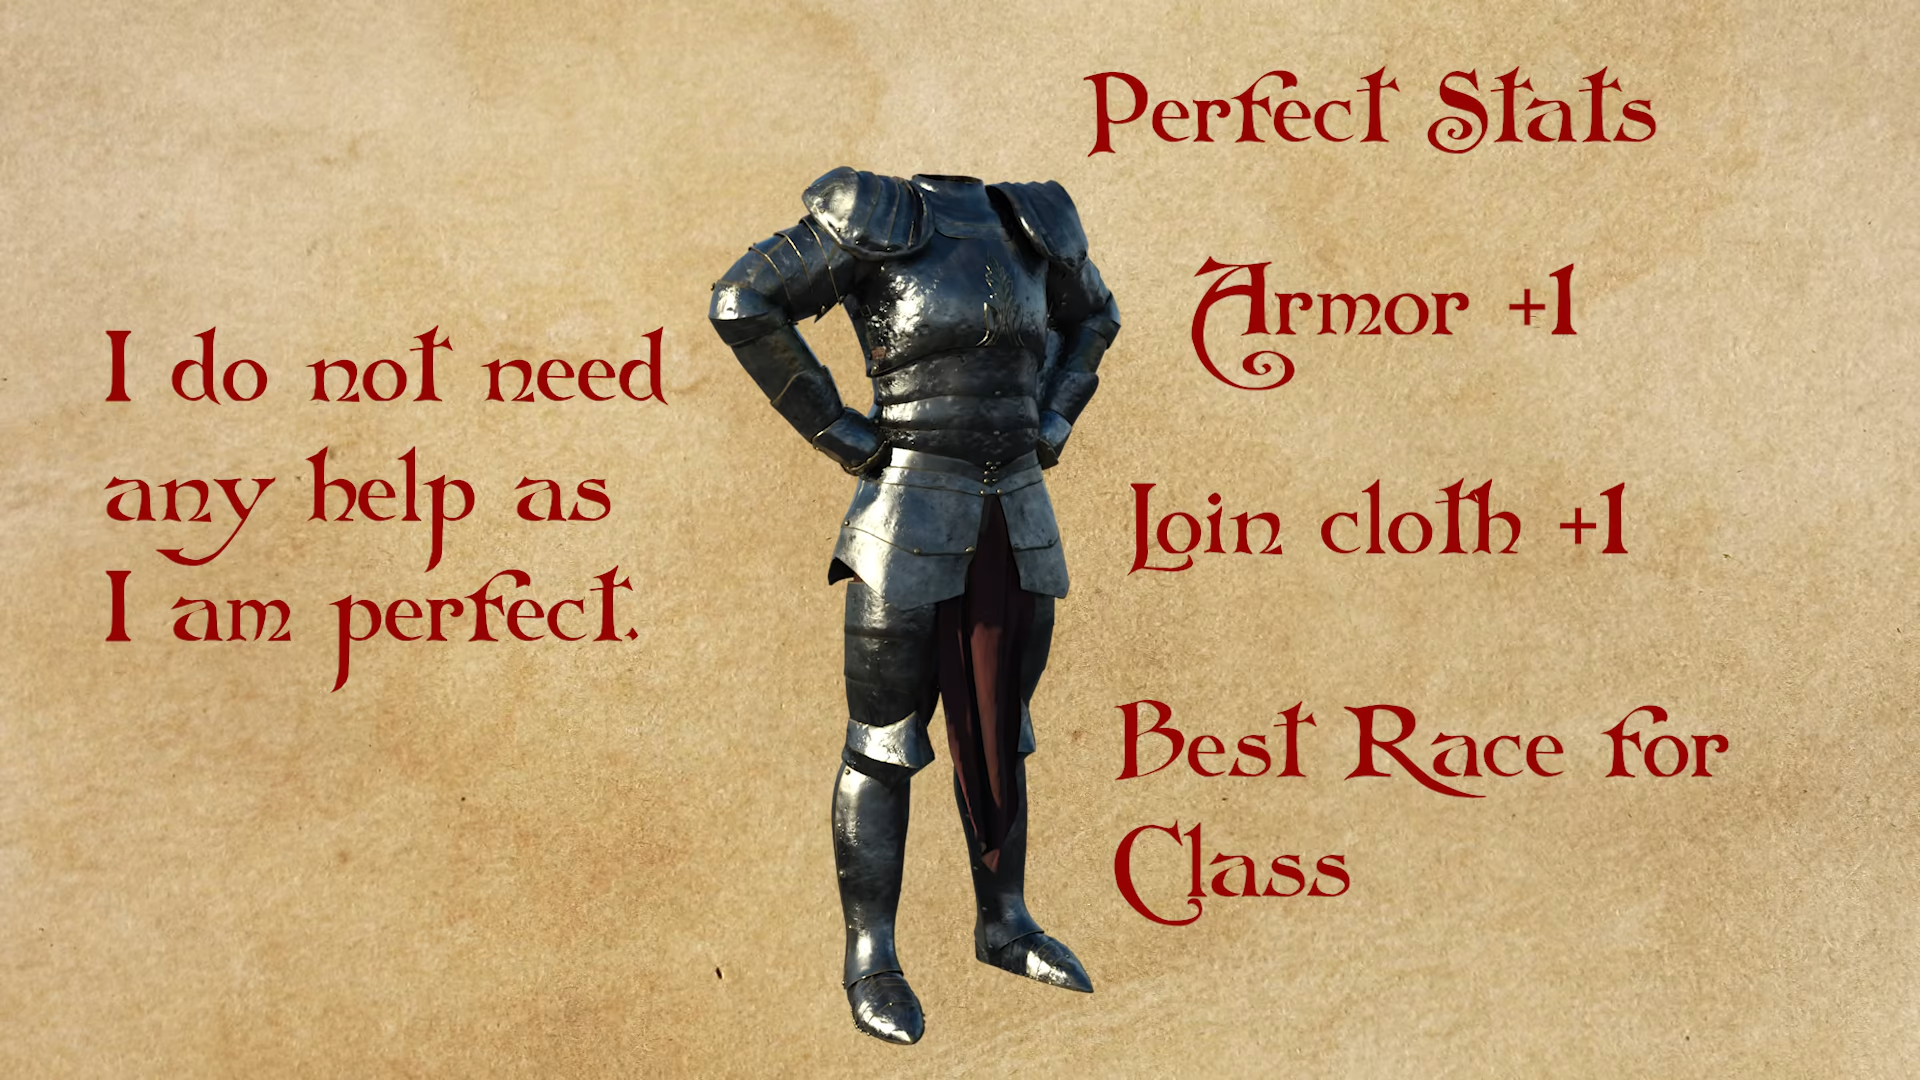 Perfect Stats
Armor +1
I do not need
any help as
I am perfect.
Loin cloth +1
Best Race for
Class